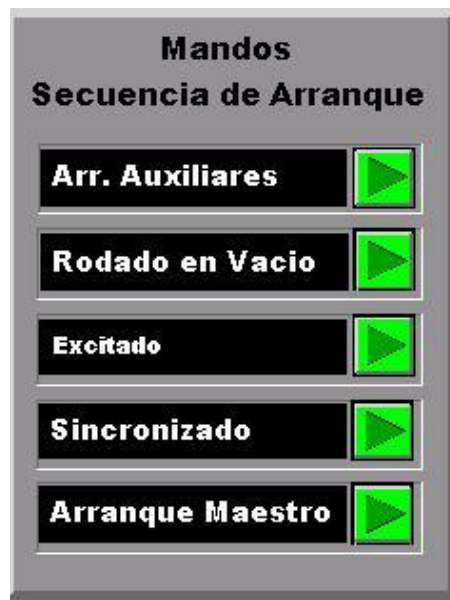 Mandos
Secuencia de Arranque
Arr. Auxiliares
Rodado en Vacio
Excitado
Sincronizado
Arranque Maestro